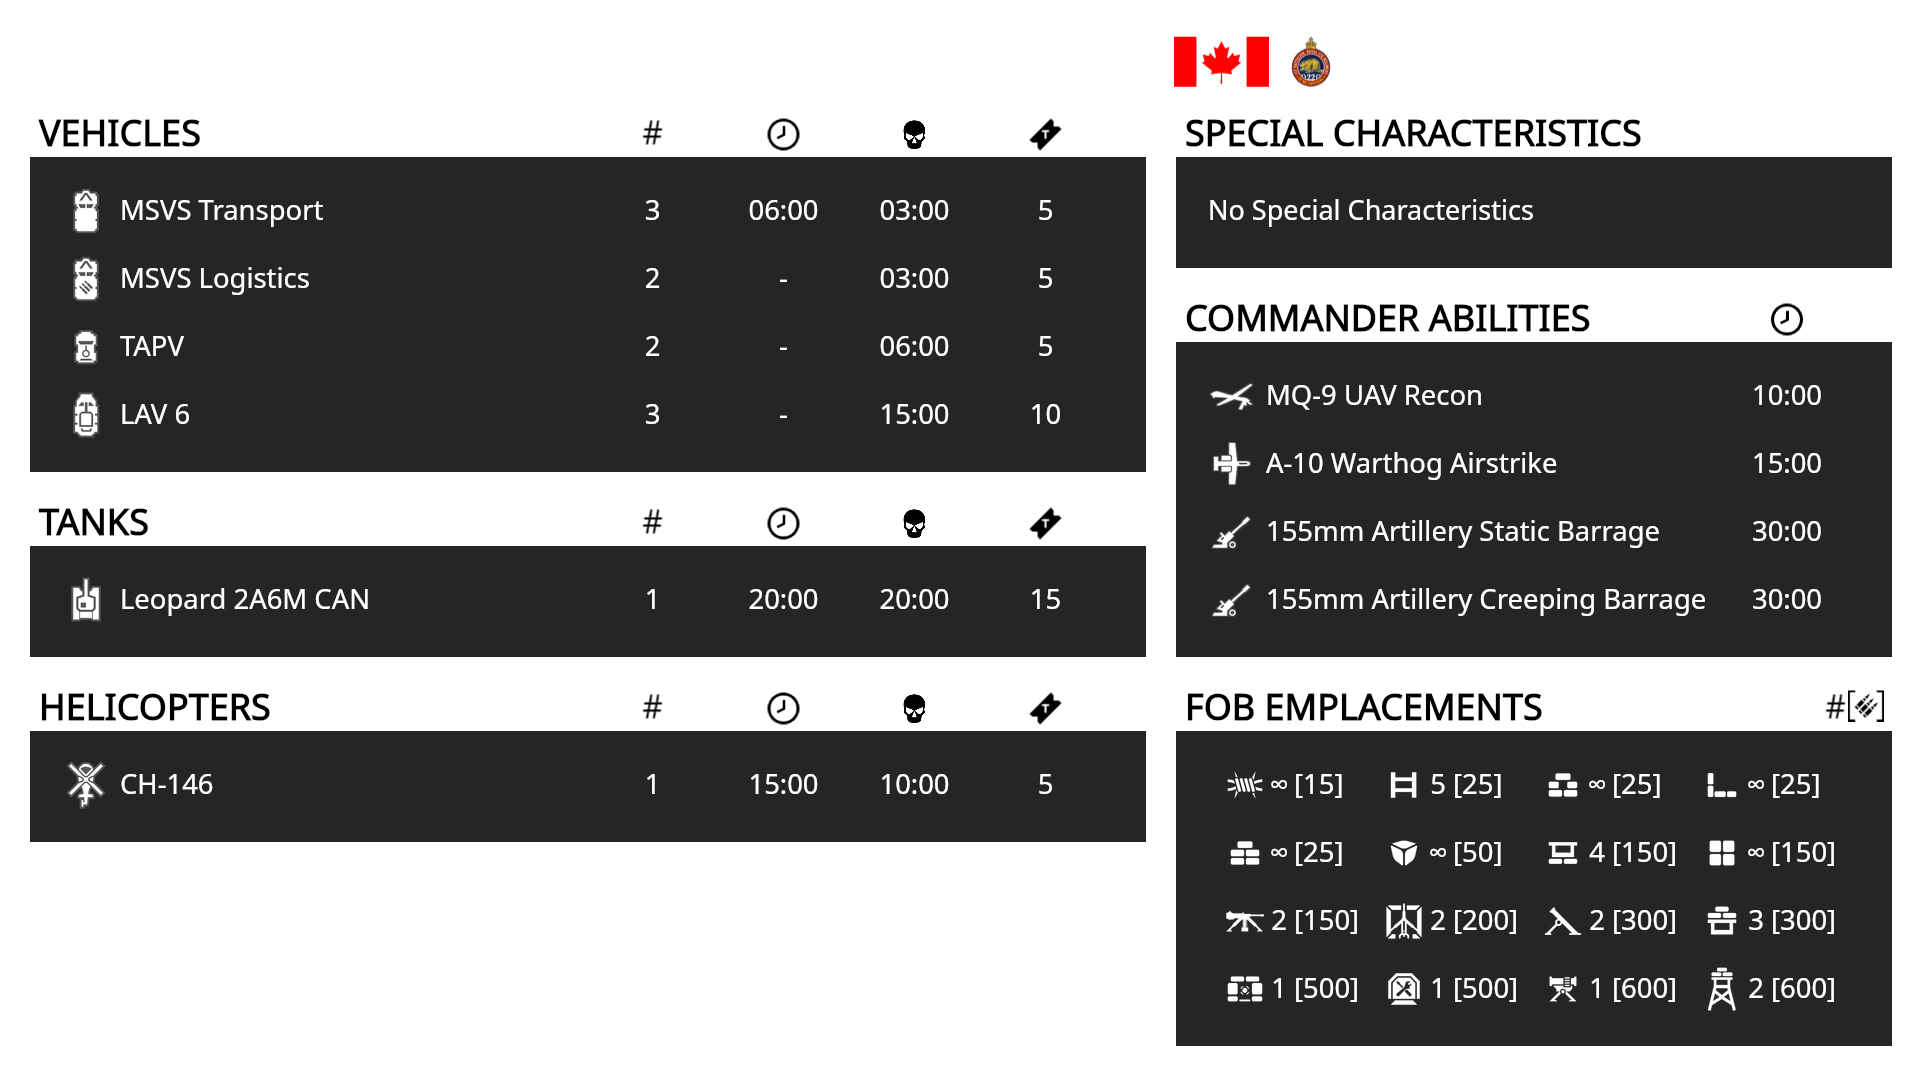 VEHICLES #
MSVS Transport 3 06:00 03:00 5
MSVS Logistics 2 - 03:00 5
TAPV 2 - 06:00 5
LAV 6 3 - 15:00 10
TANKS #
Leopard 2A6M CAN 1 20:00 20:00 15
HELICOPTERS #
CH-146 1 15:00 10:00 5
SPECIAL CHARACTERISTICS
No Special Characteristics
COMMANDER ABILITIES
MQ-9 UAV Recon 10:00
A-10 Warthog Airstrike 15:00
155mm Artillery Static Barrage 30:00
155mm Artillery Creeping Barrage 30:00
FOB EMPLACEMENTS #[]
∞ [15] 5 [25] ∞ [25] ∞ [25]
∞ [25] ∞ [50] 4 [150] ∞ [150]
2 [150] 2 [200] 2 [300] 3 [300]
1 [500] 1 [500] 1 [600] 2 [600]